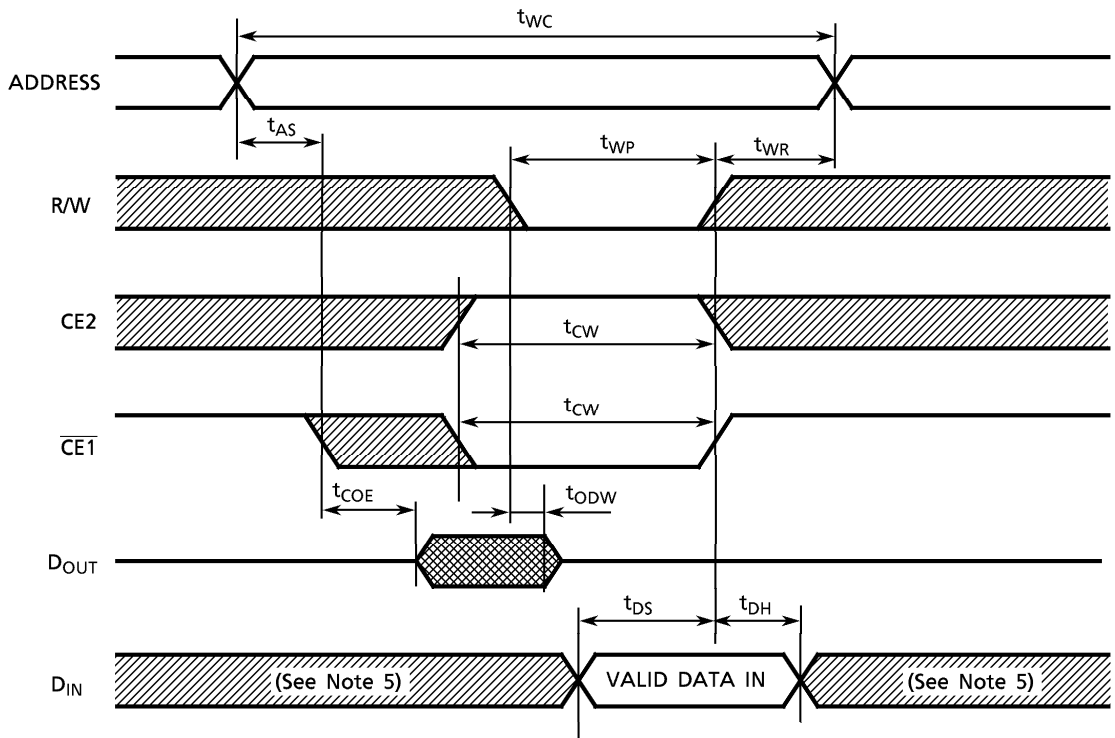 tWC
ADDRESS
tAS
tWP
tWR
R/W
CE2
tCW
tCW
CE1
tCOE
tODW
DOUT
tDS
tDH
DIN
(See Note 5)
VALID DATA IN
(See Note 5)